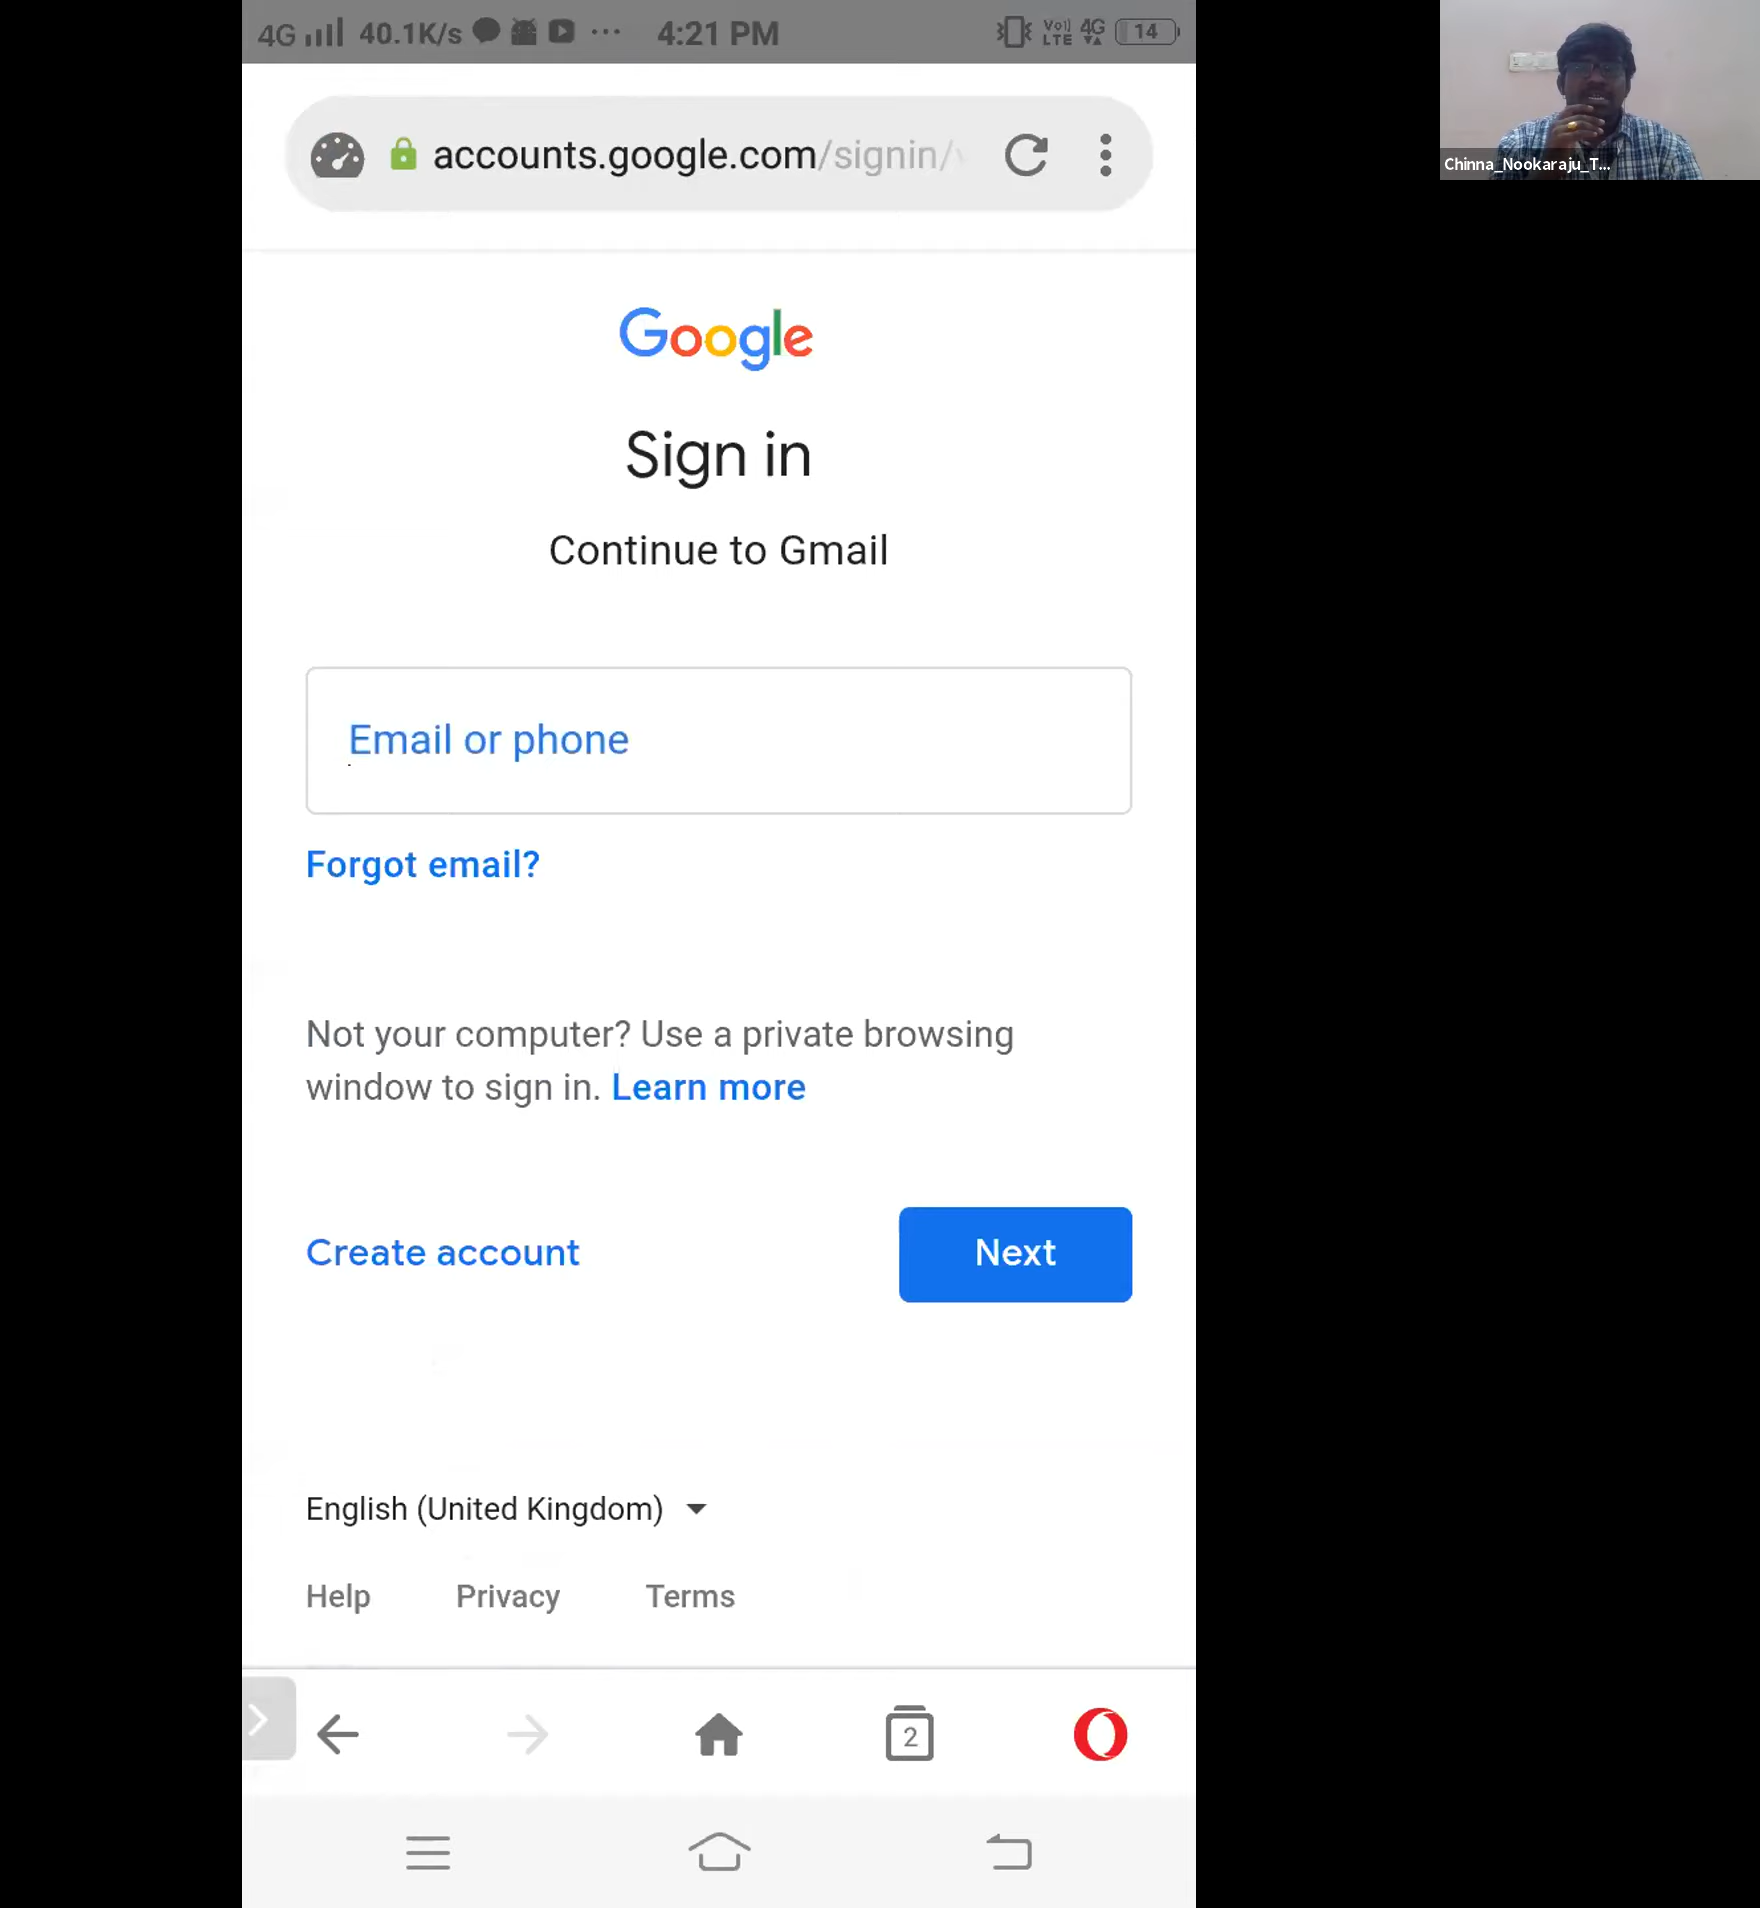 4G 40.1K/s ... 4:21 PM VoLTE 4G 14
accounts.google.com/signin/
Chinna_Nookaraju_T...
Google
Sign in
Continue to Gmail
Email or phone
Forgot email?
Not your computer? Use a private browsing
window to sign in. Learn more
Create account Next
English (United Kingdom)
Help Privacy Terms
2